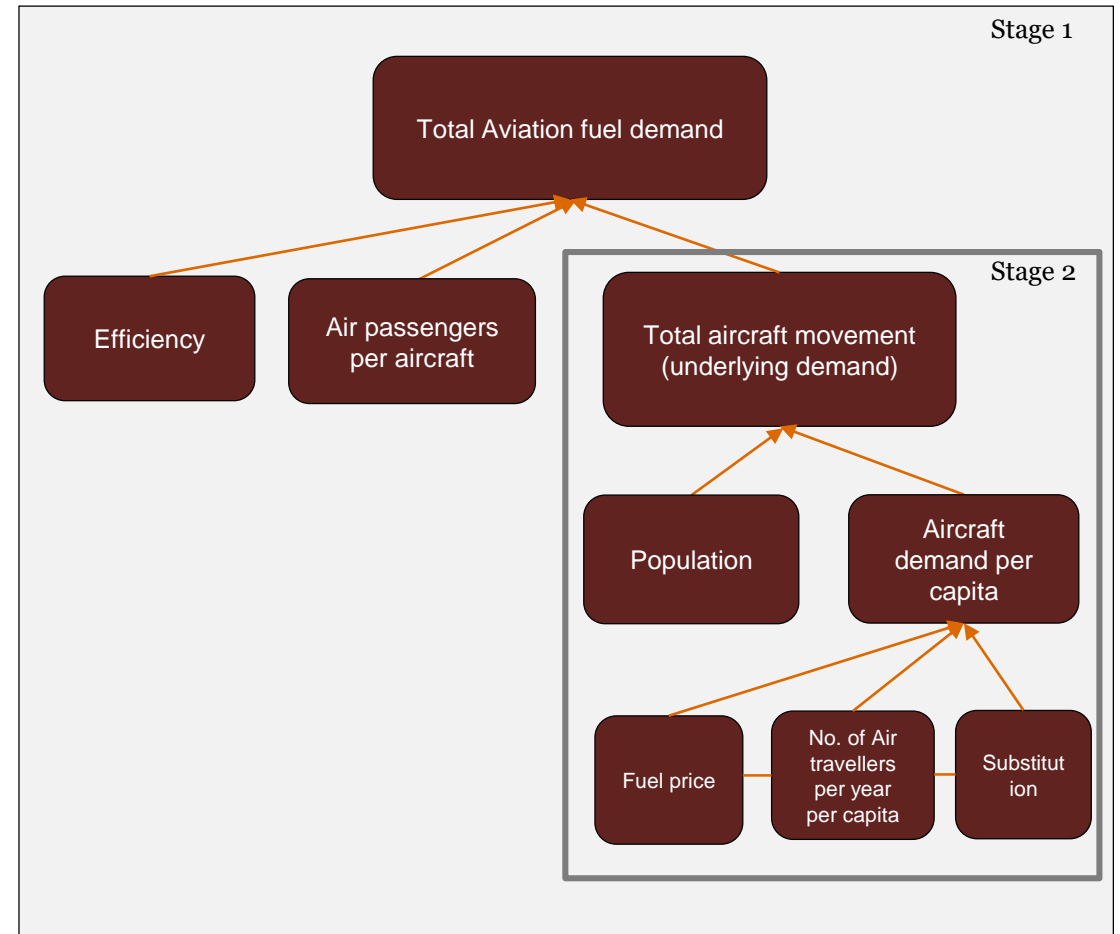 Stage 1
Total Aviation fuel demand
Efficiency
Air passengers
per aircraft
Stage 2
Total aircraft movement
(underlying demand)
Population
Aircraft
demand per
capita
Fuel price
No. of Air
travellers
per year
per capita
Substitut
ion